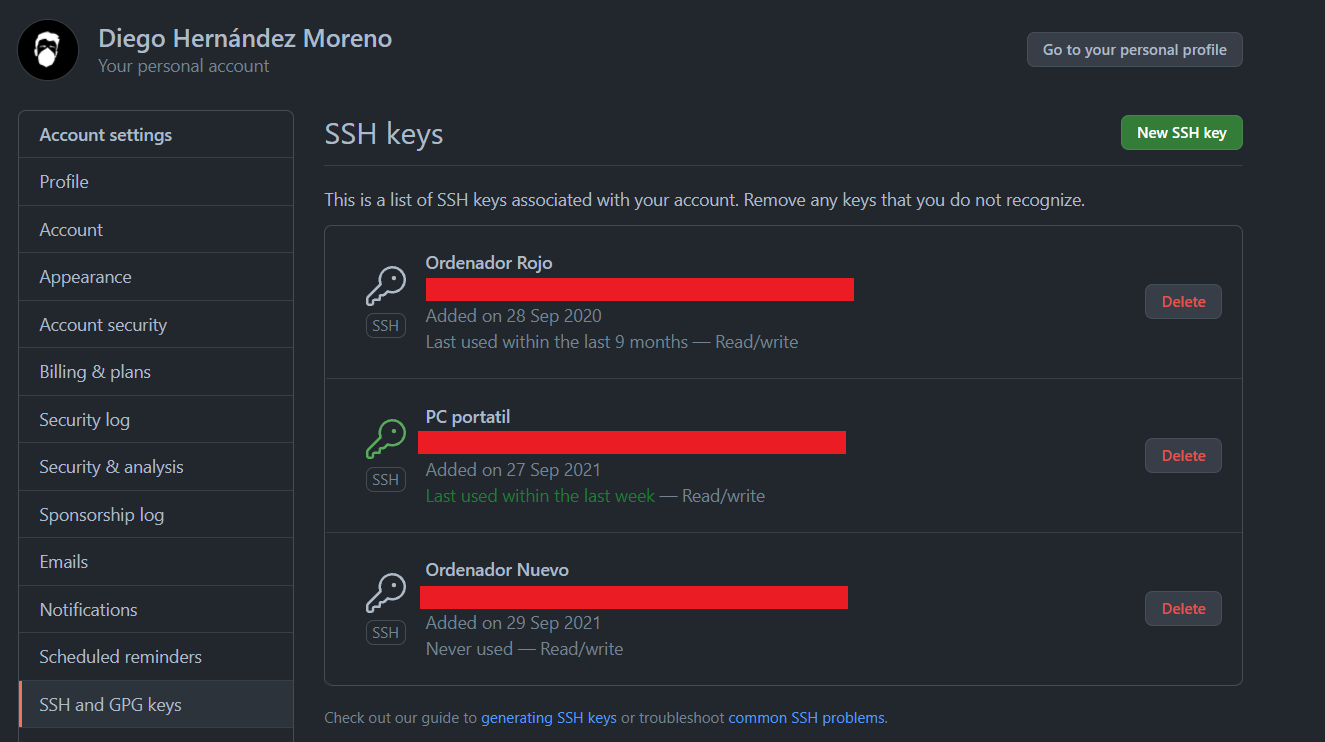 Diego Hernández Moreno
Your personal account
Go to your personal profile
Account settings
Profile
Account
Appearance
Account security
Billing & plans
Security log
Security & analysis
Sponsorship log
Emails
Notifications
Scheduled reminders
SSH and GPG keys
SSH keys
New SSH key
This is a list of SSH keys associated with your account. Remove any keys that you do not recognize.
Ordenador Rojo
SSH
Added on 28 Sep 2020
Last used within the last 9 months — Read/write
Delete
PC portatil
SSH
Added on 27 Sep 2021
Last used within the last week — Read/write
Delete
Ordenador Nuevo
SSH
Added on 29 Sep 2021
Never used — Read/write
Delete
Check out our guide to generating SSH keys or troubleshoot common SSH problems.